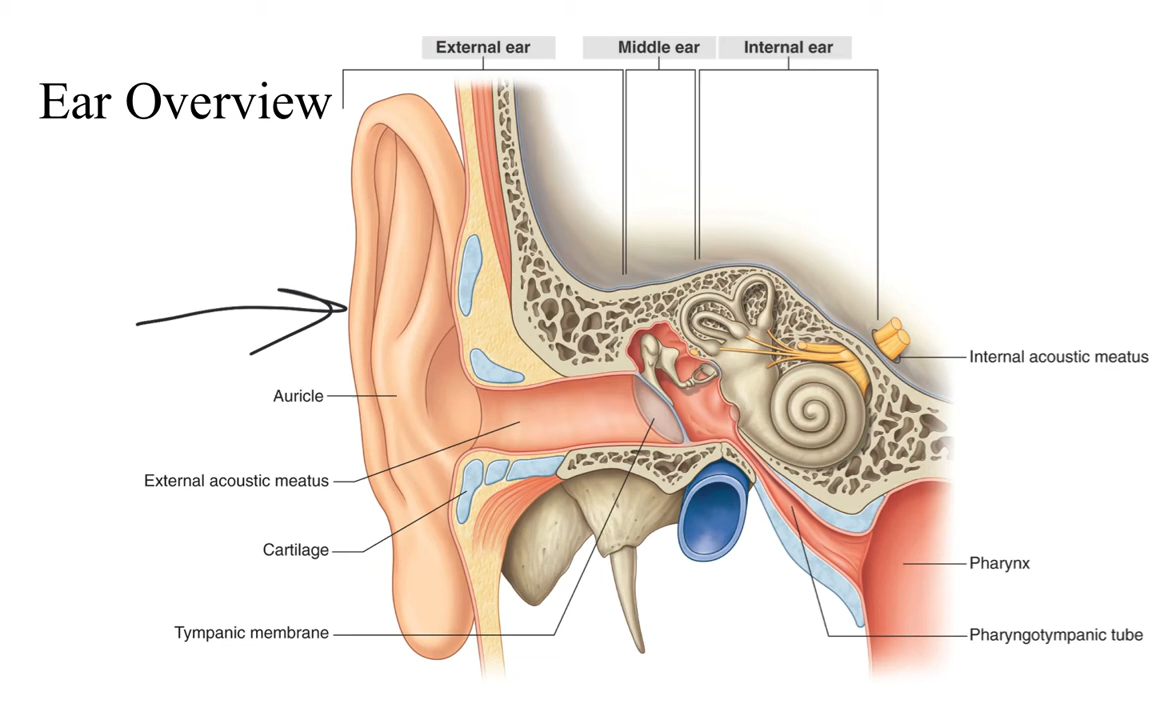 External ear
Middle ear
Internal ear
Ear Overview
Internal acoustic meatus
Auricle
External acoustic meatus
Cartilage
Pharynx
Tympanic membrane
Pharyngotympanic tube